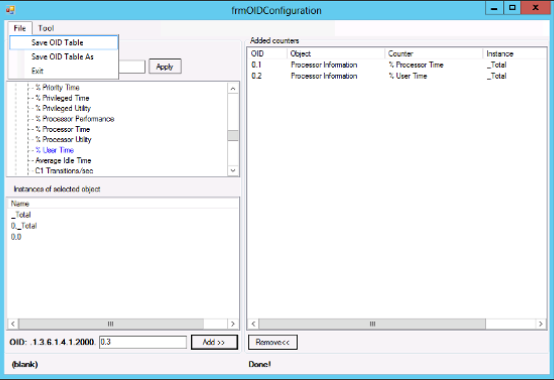 frmOIDConfiguration
File Tool
Save OID Table
Save OID Table As
Exit
Apply
% Priority Time
% Privileged Time
% Privileged Utility
% Processor Performance
% Processor Time
% Processor Utility
% User Time
Average Idle Time
C1 Transitions/sec
Instances of selected object
Name
_Total
0,_Total
0,0
OID: .1.3.6.1.4.1.2000. 0.3 Add >>
(blank)
Added counters
OID Object Counter Instance
0.1 Processor Information % Processor Time _Total
0.2 Processor Information % User Time _Total
Remove<<
Done!